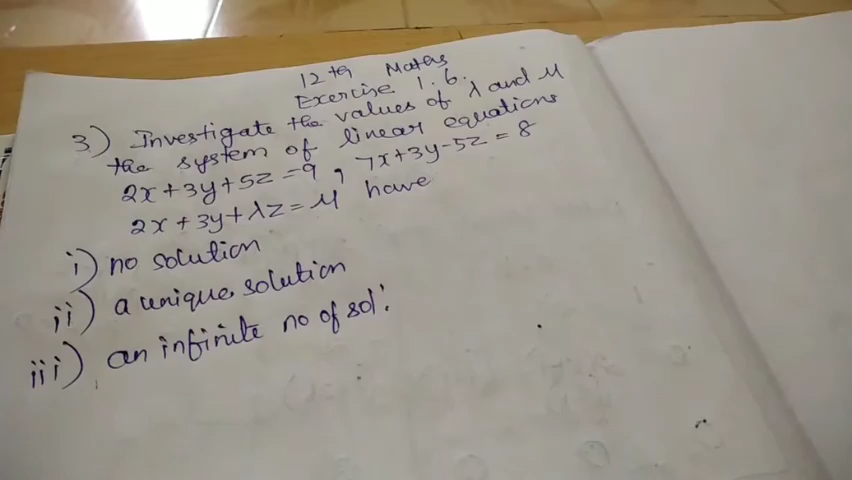 12th Maths
Exercise 1.6.
3) Investigate the values of λ and μ
the system of linear equations
2x+3y+5z=9, 7x+3y-5z=8
2x+3y+λz=μ have
i) no solution
ii) a unique solution
iii) an infinite no of sol: